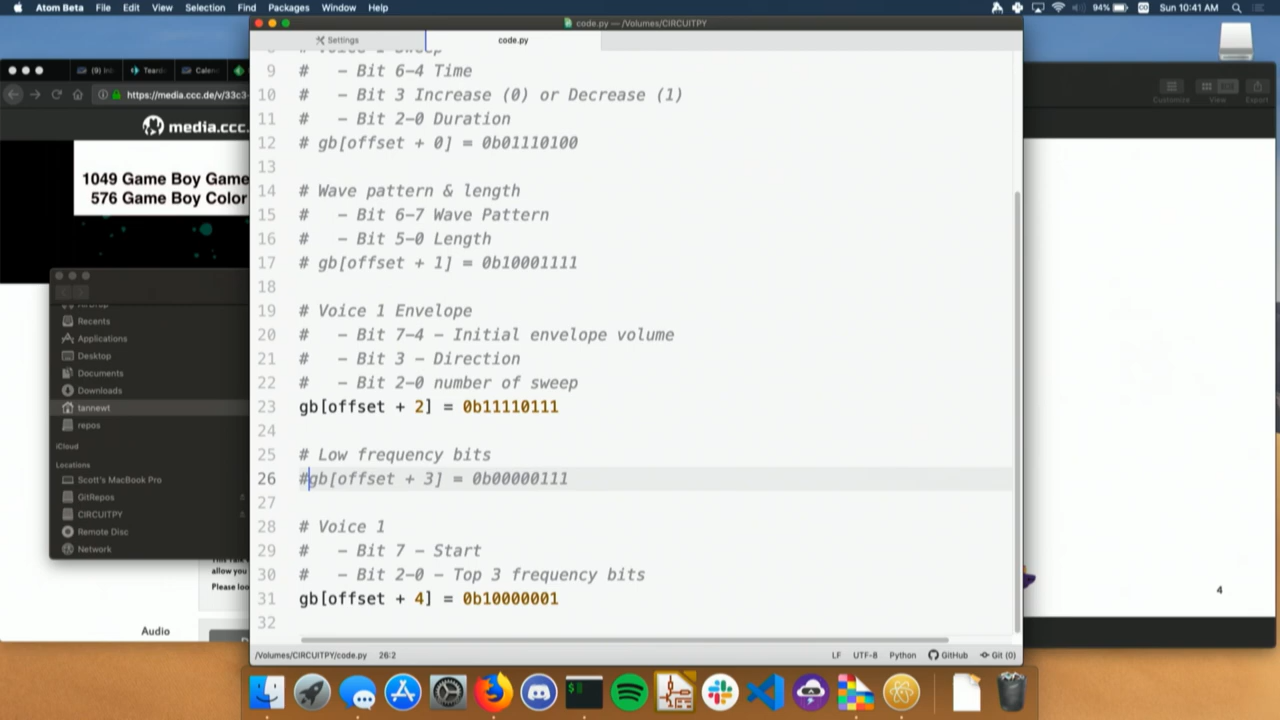 Atom Beta File Edit View Selection Find Packages Window Help
94% Sun 10:41 AM
code.py — /Volumes/CIRCUITPY
Settings
code.py
9 # – Bit 6–4 Time
10 # – Bit 3 Increase (0) or Decrease (1)
11 # – Bit 2–0 Duration
12 # gb[offset + 0] = 0b01110100
13
14 # Wave pattern & length
15 # – Bit 6–7 Wave Pattern
16 # – Bit 5–0 Length
17 # gb[offset + 1] = 0b10001111
18
19 # Voice 1 Envelope
20 # – Bit 7–4 – Initial envelope volume
21 # – Bit 3 – Direction
22 # – Bit 2–0 number of sweep
23 gb[offset + 2] = 0b11110111
24
25 # Low frequency bits
26 #gb[offset + 3] = 0b00000111
27
28 # Voice 1
29 # – Bit 7 – Start
30 # – Bit 2–0 – Top 3 frequency bits
31 gb[offset + 4] = 0b10000001
32
/Volumes/CIRCUITPY/code.py 26:2
LF UTF-8 Python GitHub Git (0)
https://media.ccc.de/v/33c3-
media.ccc.
1049 Game Boy Game
576 Game Boy Color
Recents
Applications
Desktop
Documents
Downloads
tannewt
repos
iCloud
Locations
Scott's MacBook Pro
GitRepos
CIRCUITPY
Remote Disc
Network
allow you
Please loo
Audio
Customize View Export
4